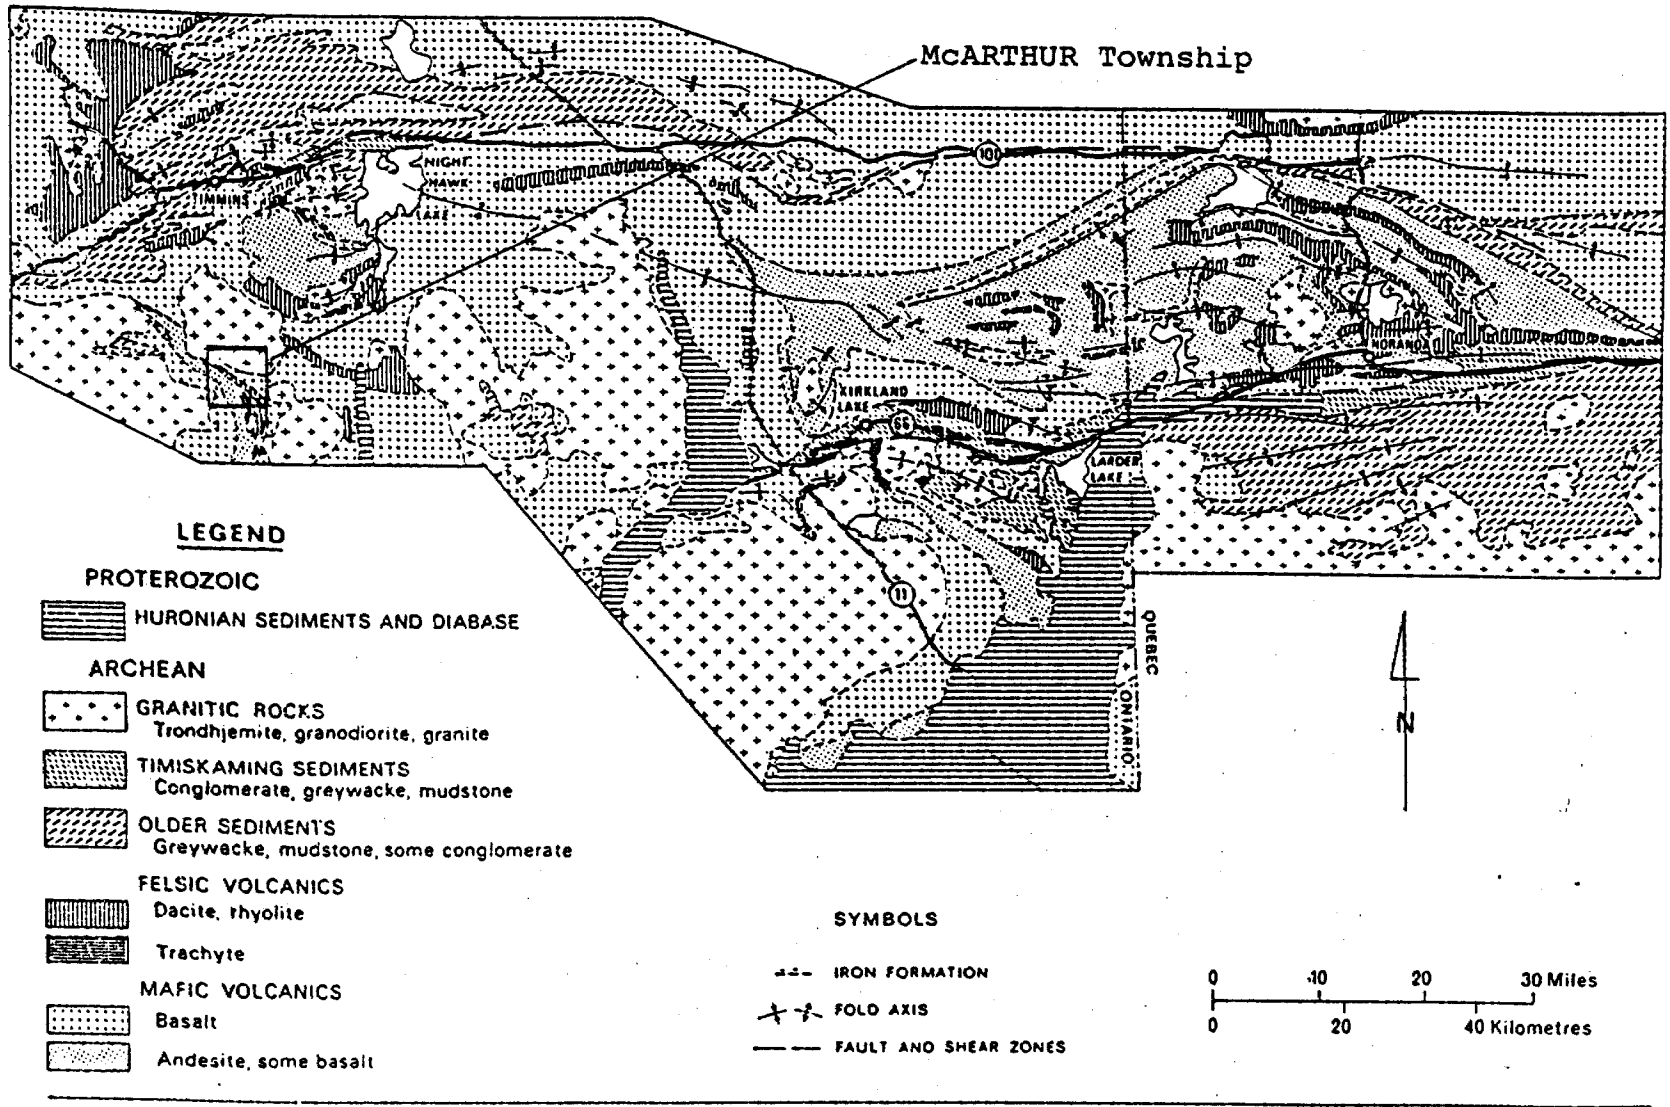 McARTHUR Township
101
NIGHT
HAWK
LAKE
TIMMINS
NORANDA
KIRKLAND
LAKE
66
LARDER
LAKE
11
QUEBEC
ONTARIO
N
LEGEND
PROTEROZOIC
HURONIAN SEDIMENTS AND DIABASE
ARCHEAN
GRANITIC ROCKS
Trondhjemite, granodiorite, granite
TIMISKAMING SEDIMENTS
Conglomerate, greywacke, mudstone
OLDER SEDIMENTS
Greywacke, mudstone, some conglomerate
FELSIC VOLCANICS
Dacite, rhyolite
Trachyte
MAFIC VOLCANICS
Basalt
Andesite, some basalt
SYMBOLS
IRON FORMATION
FOLD AXIS
FAULT AND SHEAR ZONES
0 10 20 30 Miles
0 20 40 Kilometres